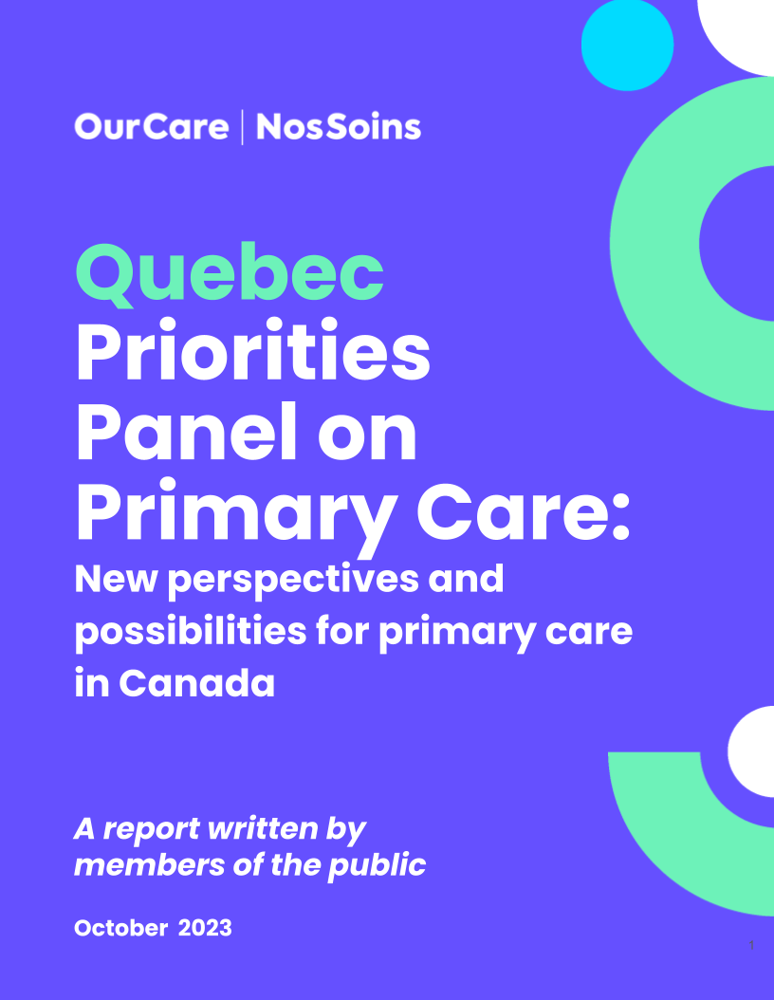 OurCare | NosSoins
Quebec
Priorities
Panel on
Primary Care:
New perspectives and
possibilities for primary care
in Canada
A report written by
members of the public
October 2023
1